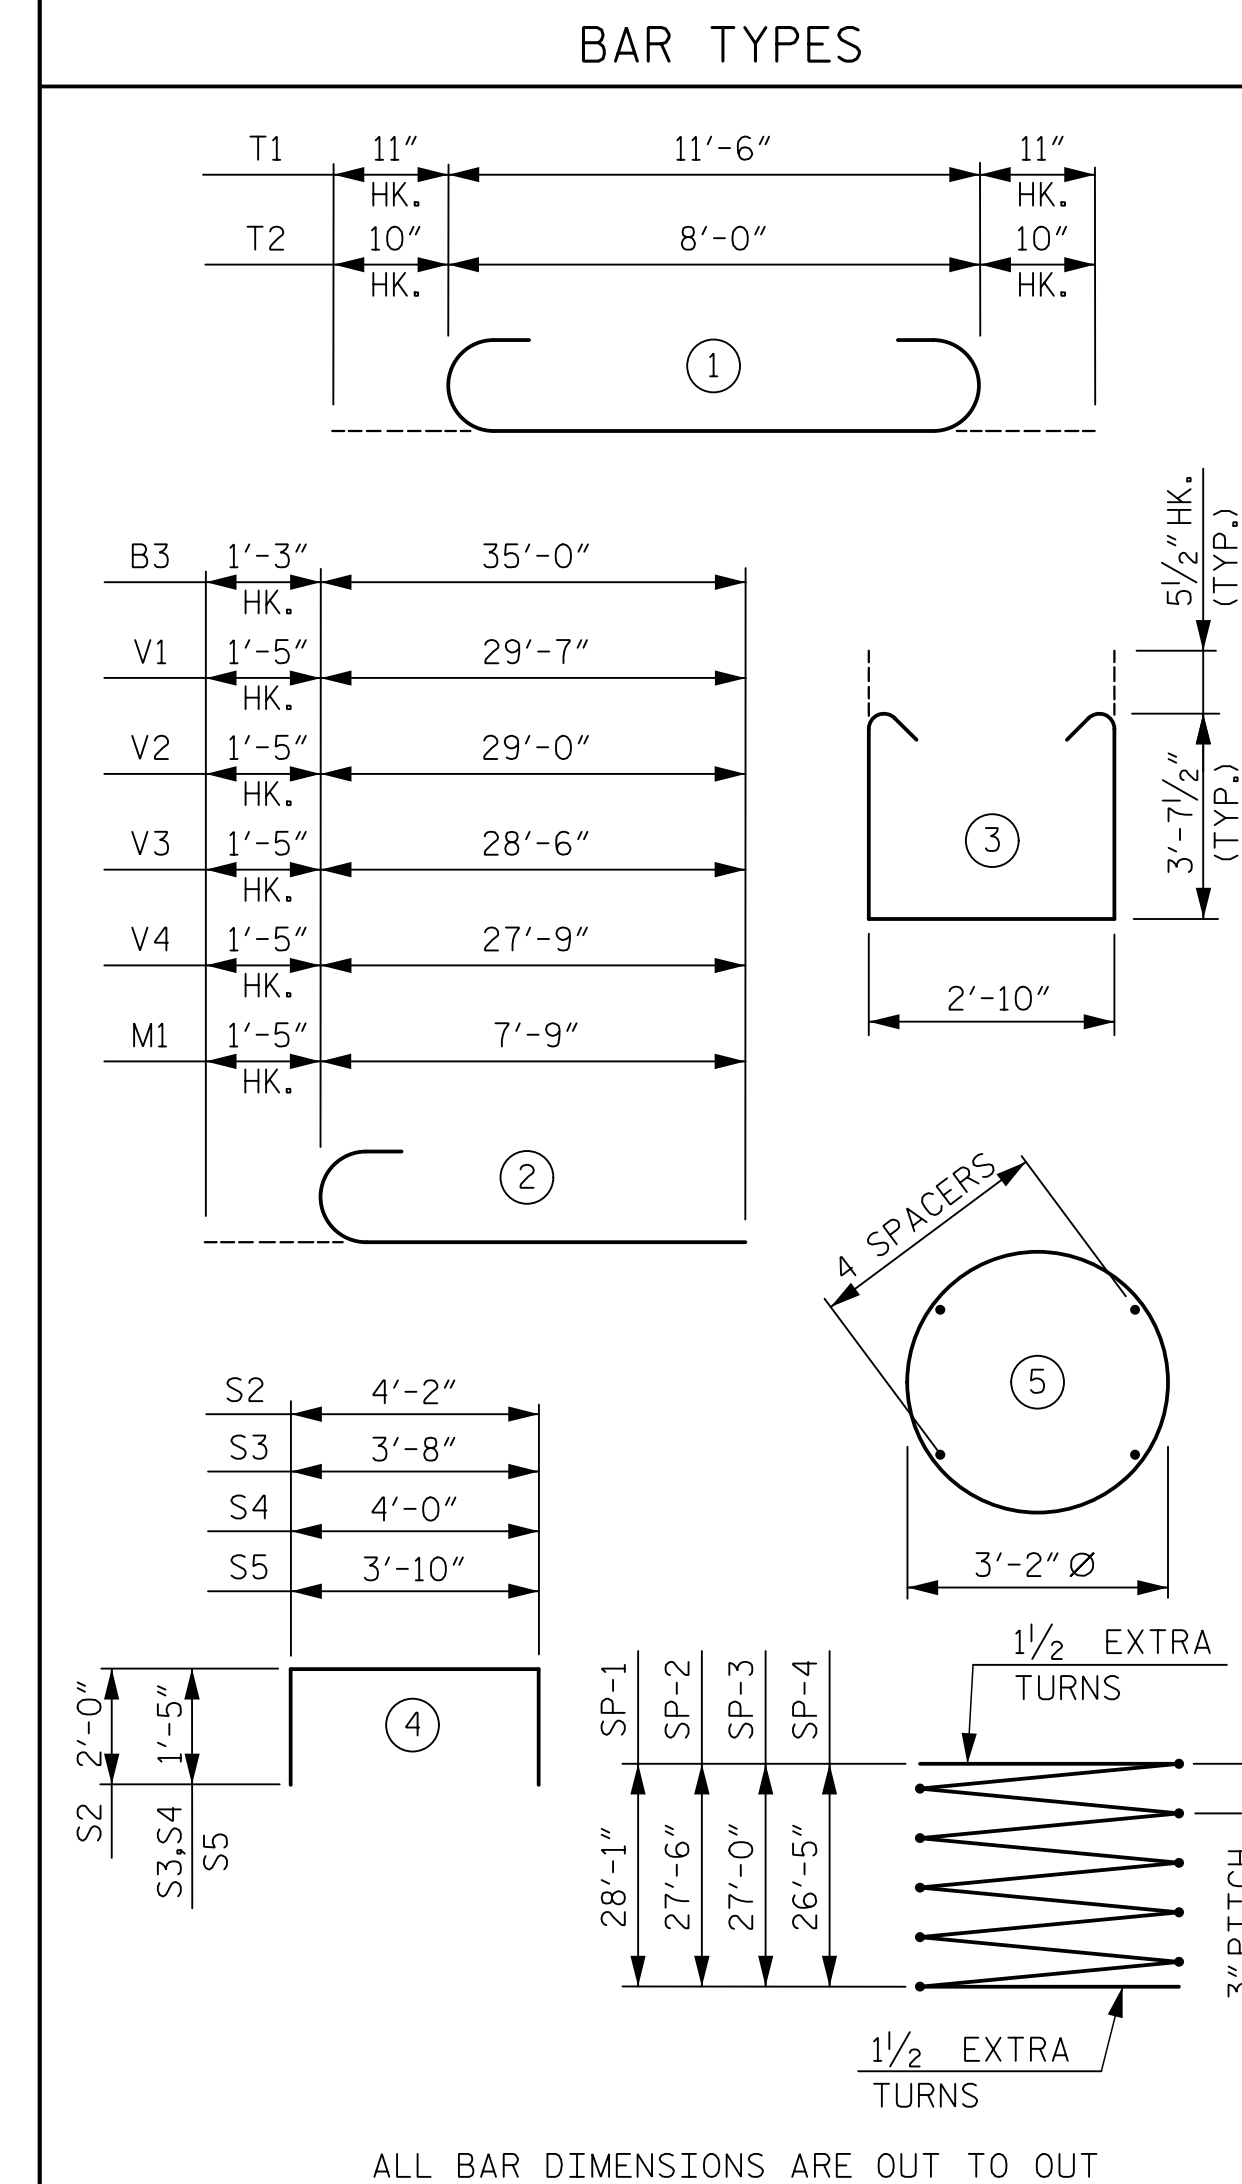 BAR TYPES
T1 11" 11'-6" 11"
HK. HK.
T2 10" 8'-0" 10"
HK. HK.
1
B3 1'-3" 35'-0"
HK.
V1 1'-5" 29'-7"
HK.
V2 1'-5" 29'-0"
HK.
V3 1'-5" 28'-6"
HK.
V4 1'-5" 27'-9"
HK.
M1 1'-5" 7'-9"
HK.
2
5½" HK.
(TYP.)
3'-7½"
(TYP.)
3
2'-10"
4 SPACERS
5
3'-2" Ø
S2 4'-2"
S3 3'-8"
S4 4'-0"
S5 3'-10"
4
S2 2'-0"
S3,S4 1'-5"
S5
SP-1 28'-1"
SP-2 27'-6"
SP-3 27'-0"
SP-4 26'-5"
1½ EXTRA
TURNS
3" PITCH
1½ EXTRA
TURNS
ALL BAR DIMENSIONS ARE OUT TO OUT